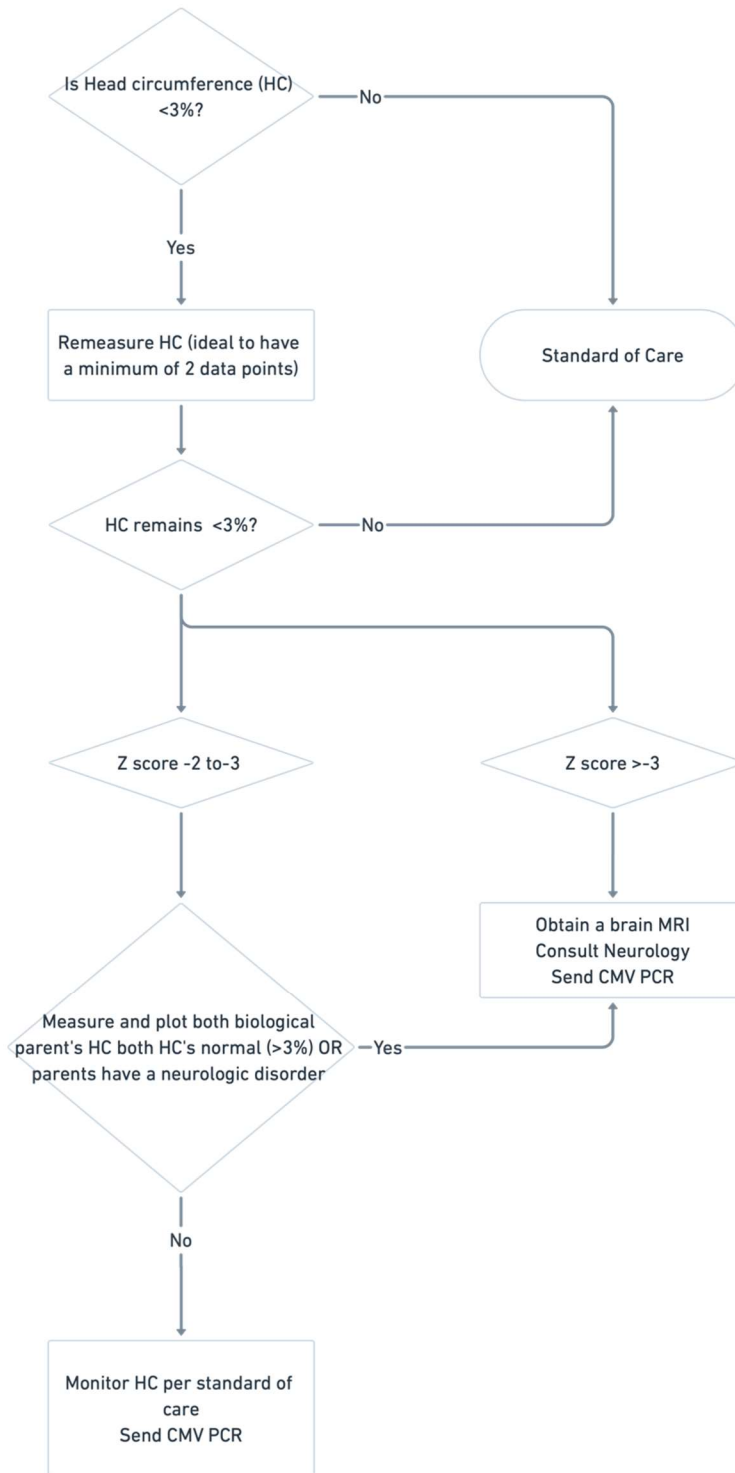 Is Head circumference (HC)
<3%?
No
Yes
Remeasure HC (ideal to have
a minimum of 2 data points)
Standard of Care
HC remains <3%?
No
Z score -2 to-3
Z score >-3
Obtain a brain MRI
Consult Neurology
Send CMV PCR
Measure and plot both biological
parent's HC both HC's normal (>3%) OR
parents have a neurologic disorder
Yes
No
Monitor HC per standard of
care
Send CMV PCR